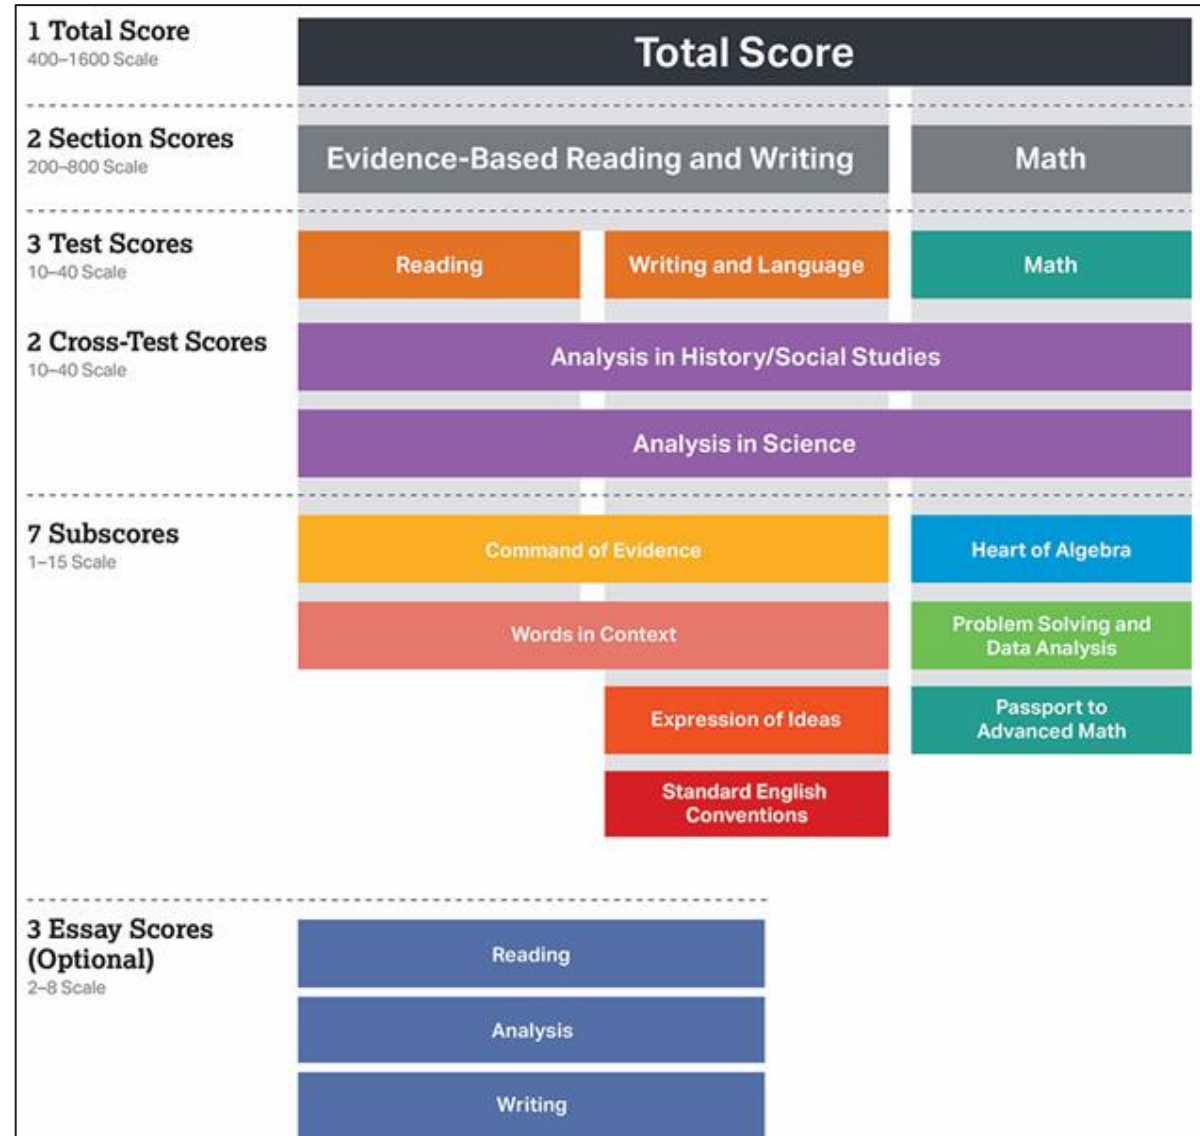 1 Total Score
400–1600 Scale
Total Score
2 Section Scores
200–800 Scale
Evidence-Based Reading and Writing
Math
3 Test Scores
10–40 Scale
Reading
Writing and Language
Math
2 Cross-Test Scores
10–40 Scale
Analysis in History/Social Studies
Analysis in Science
7 Subscores
1–15 Scale
Command of Evidence
Heart of Algebra
Words in Context
Problem Solving and
Data Analysis
Expression of Ideas
Passport to
Advanced Math
Standard English
Conventions
3 Essay Scores
(Optional)
2–8 Scale
Reading
Analysis
Writing